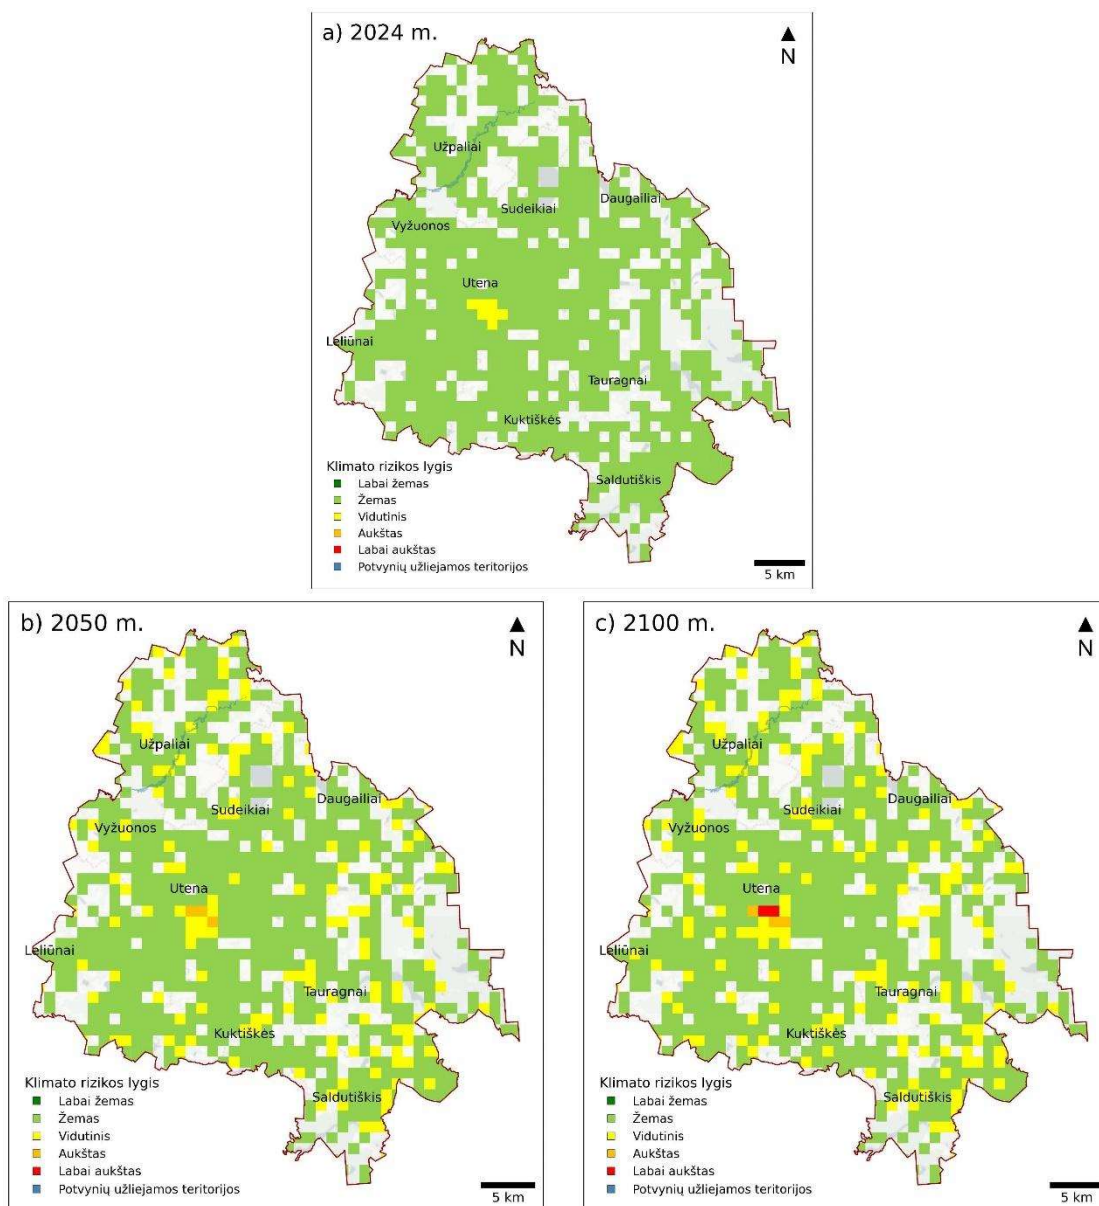 a) 2024 m.
N
Užpaliai
Daugailiai
Sudeikiai
Vyžuonos
Utena
Leliūnai
Tauragnai
Kuktiškės
Saldutiškis
Klimato rizikos lygis
Labai žemas
Žemas
Vidutinis
Aukštas
Labai aukštas
Potvynių užliejamos teritorijos
5 km
b) 2050 m.
N
Užpaliai
Daugailiai
Sudeikiai
Vyžuonos
Utena
Leliūnai
Tauragnai
Kuktiškės
Saldutiškis
Klimato rizikos lygis
Labai žemas
Žemas
Vidutinis
Aukštas
Labai aukštas
Potvynių užliejamos teritorijos
5 km
c) 2100 m.
N
Užpaliai
Daugailiai
Sudeikiai
Vyžuonos
Utena
Leliūnai
Tauragnai
Kuktiškės
Saldutiškis
Klimato rizikos lygis
Labai žemas
Žemas
Vidutinis
Aukštas
Labai aukštas
Potvynių užliejamos teritorijos
5 km